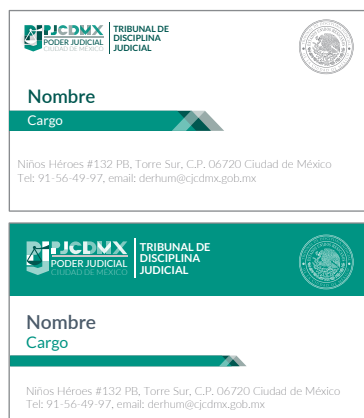 PJCDMX
PODER JUDICIAL
CIUDAD DE MÉXICO
TRIBUNAL DE
DISCIPLINA
JUDICIAL
Nombre
Cargo
Niños Héroes #132 PB, Torre Sur, C.P. 06720 Ciudad de México
Tel: 91-56-49-97, email: derhum@cjcdmx.gob.mx
PJCDMX
PODER JUDICIAL
CIUDAD DE MÉXICO
TRIBUNAL DE
DISCIPLINA
JUDICIAL
Nombre
Cargo
Niños Héroes #132 PB, Torre Sur, C.P. 06720 Ciudad de México
Tel: 91-56-49-97, email: derhum@cjcdmx.gob.mx